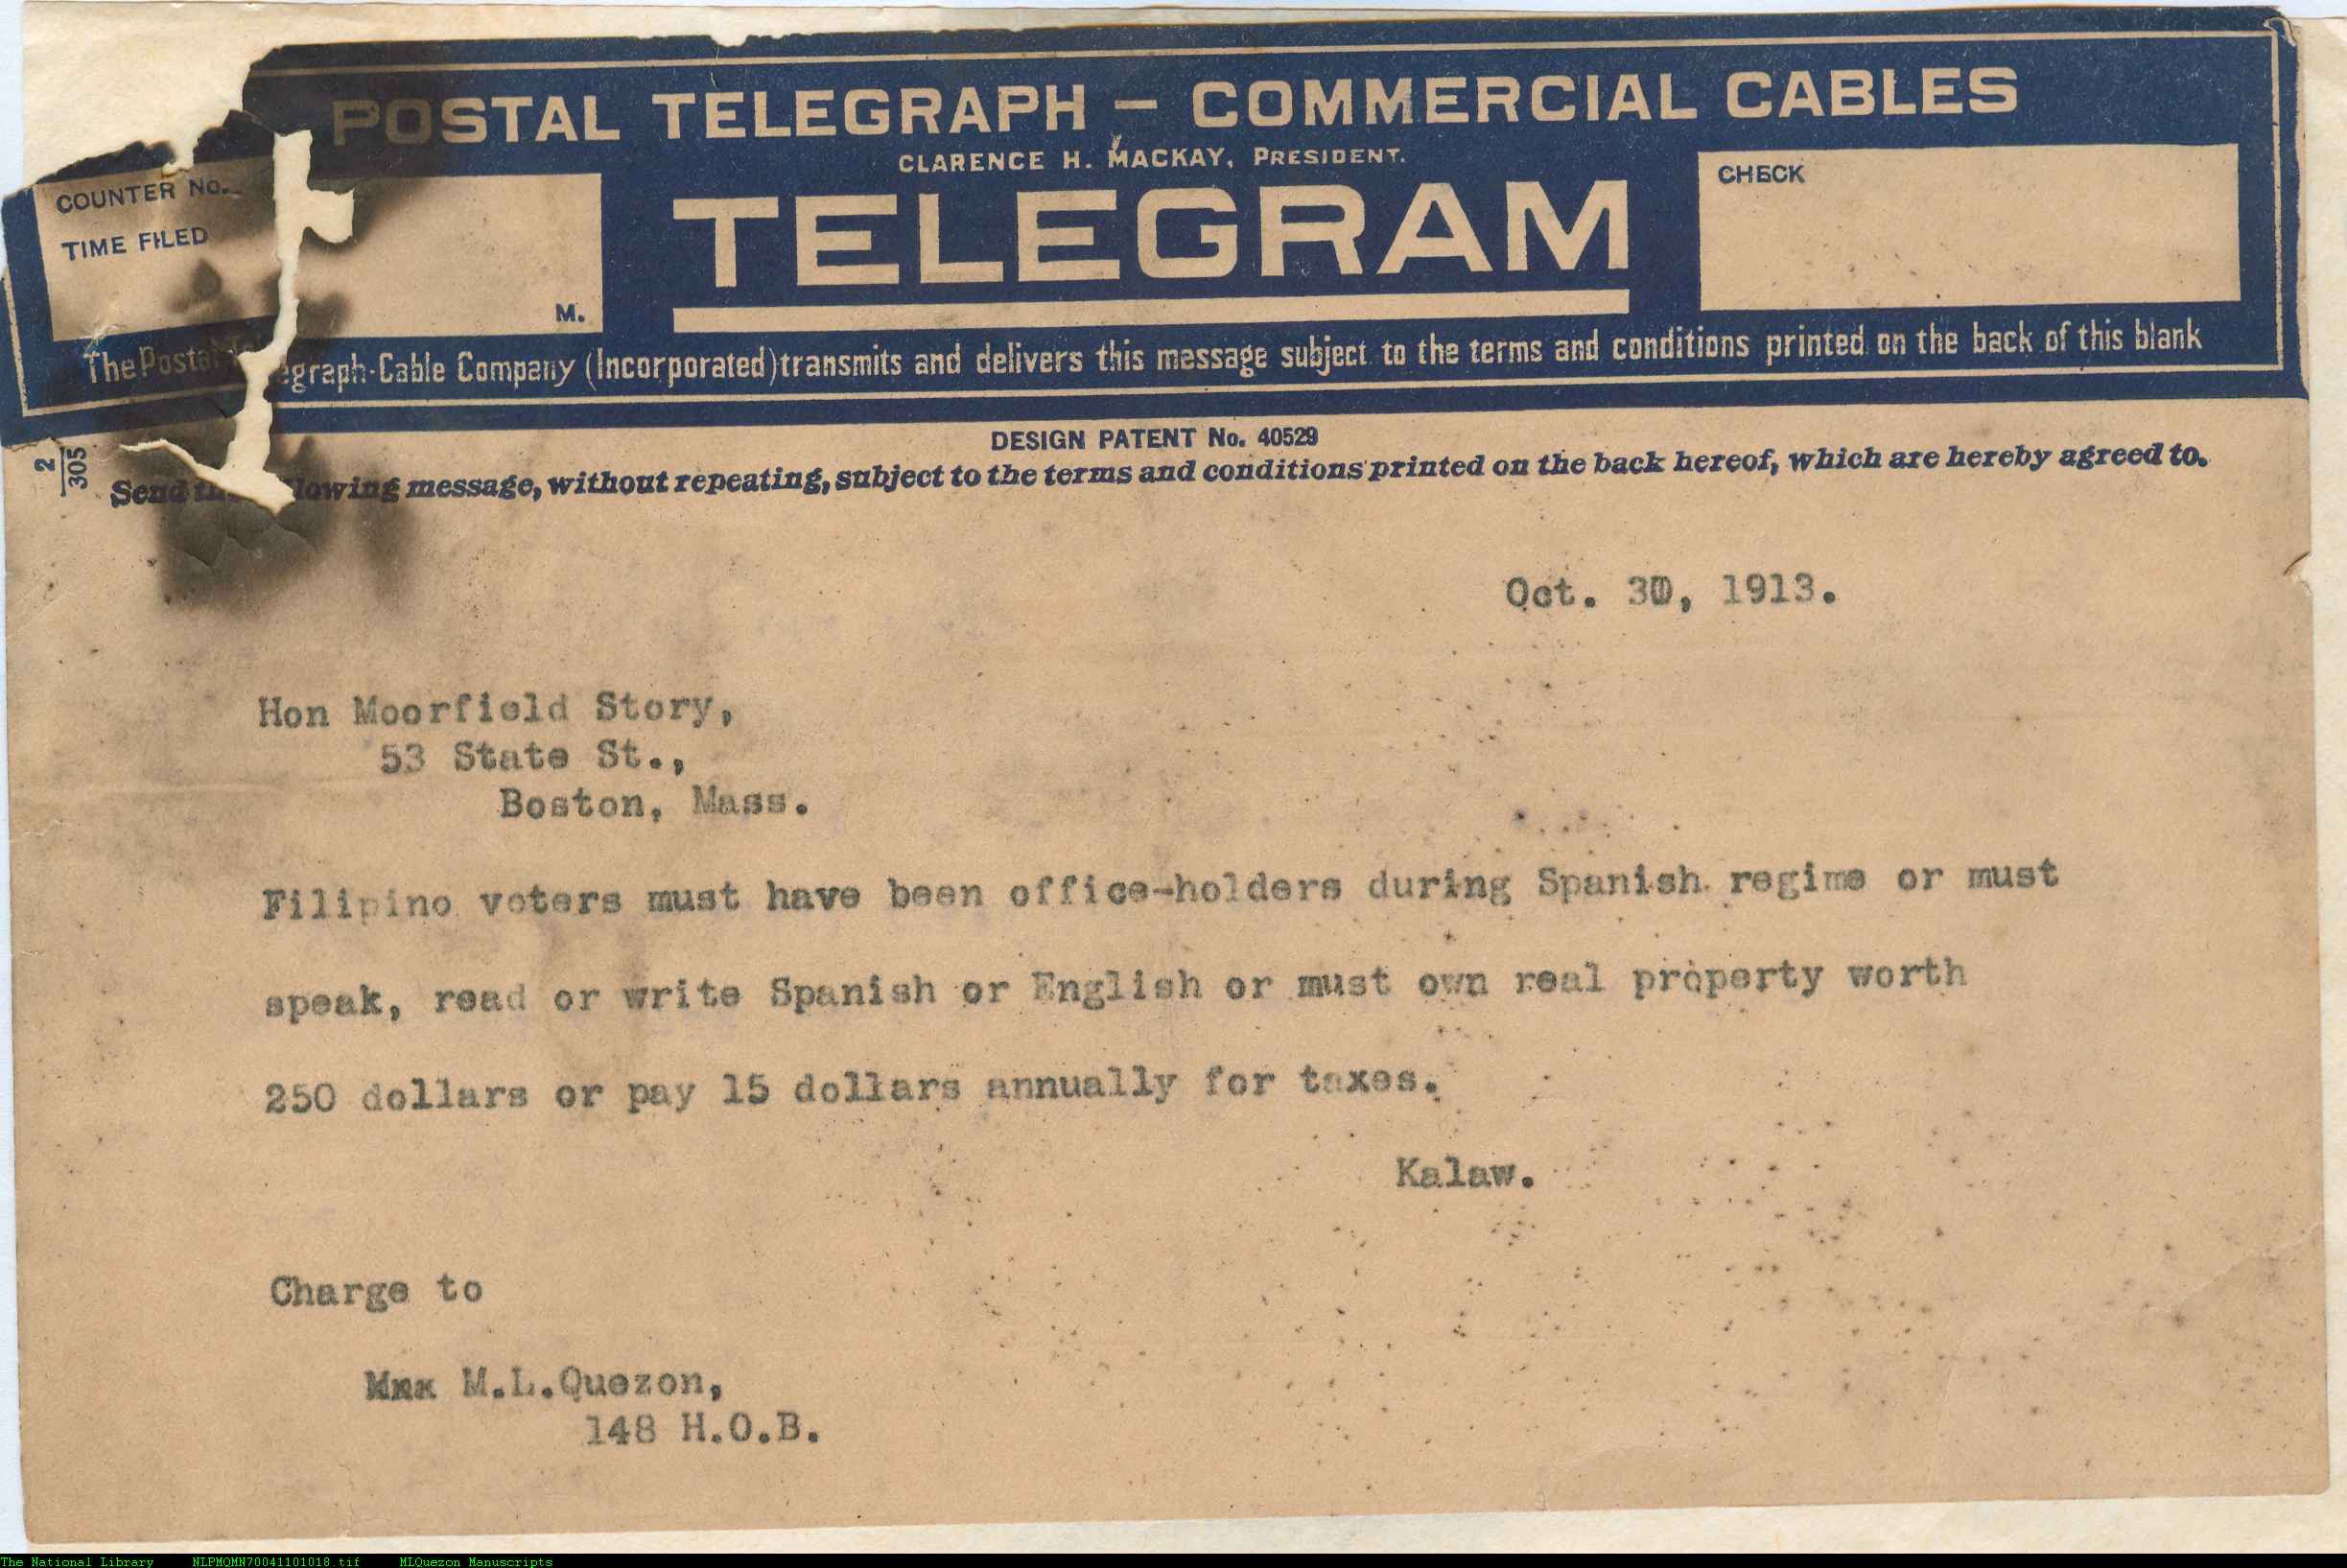 POSTAL TELEGRAPH – COMMERCIAL CABLES
CLARENCE H. MACKAY, PRESIDENT.
COUNTER No.
TIME FILED
M.
TELEGRAM
CHECK
The Postal Telegraph-Cable Company (Incorporated) transmits and delivers this message subject to the terms and conditions printed on the back of this blank
DESIGN PATENT No. 40529
2
305
Send the following message, without repeating, subject to the terms and conditions printed on the back hereof, which are hereby agreed to.
Oct. 30, 1913.
Hon Moorfield Story,
53 State St.,
Boston, Mass.
Filipino voters must have been office-holders during Spanish regime or must
speak, read or write Spanish or English or must own real property worth
250 dollars or pay 15 dollars annually for taxes.
Kalaw.
Charge to
M.L.Quezon,
148 H.O.B.
The National Library NLPMQMN70041101018.tif MLQuezon Manuscripts